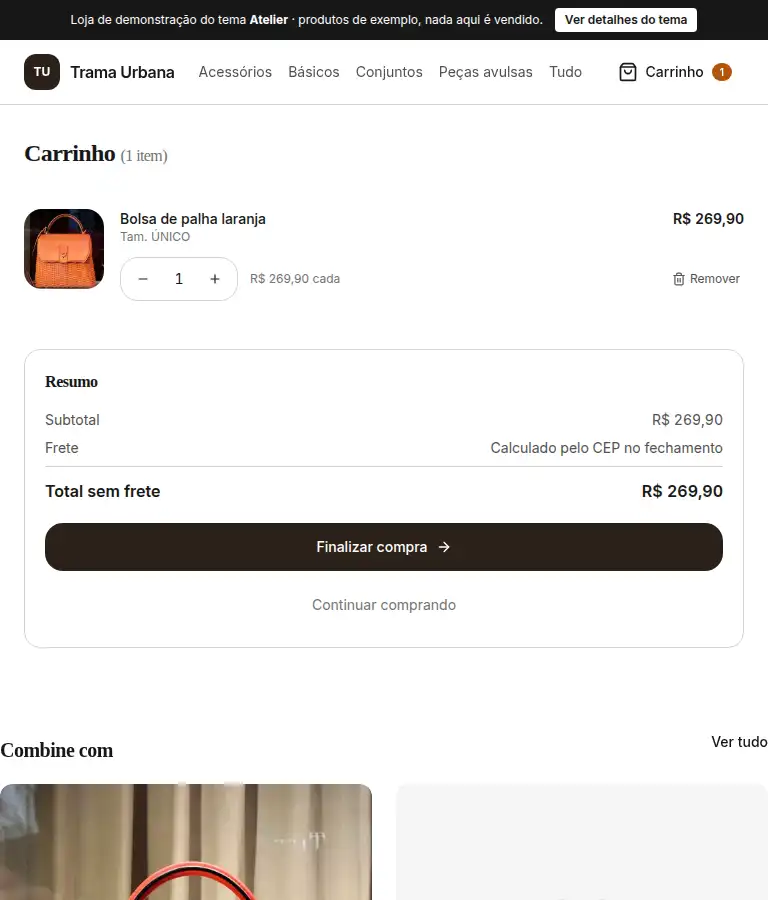 Loja de demonstração do tema Atelier · produtos de exemplo, nada aqui é vendido. Ver detalhes do tema
TU Trama Urbana Acessórios Básicos Conjuntos Peças avulsas Tudo Carrinho 1
Carrinho (1 item)
Bolsa de palha laranja R$ 269,90
Tam. ÚNICO
− 1 + R$ 269,90 cada Remover
Resumo
Subtotal R$ 269,90
Frete Calculado pelo CEP no fechamento
Total sem frete R$ 269,90
Finalizar compra →
Continuar comprando
Combine com Ver tudo